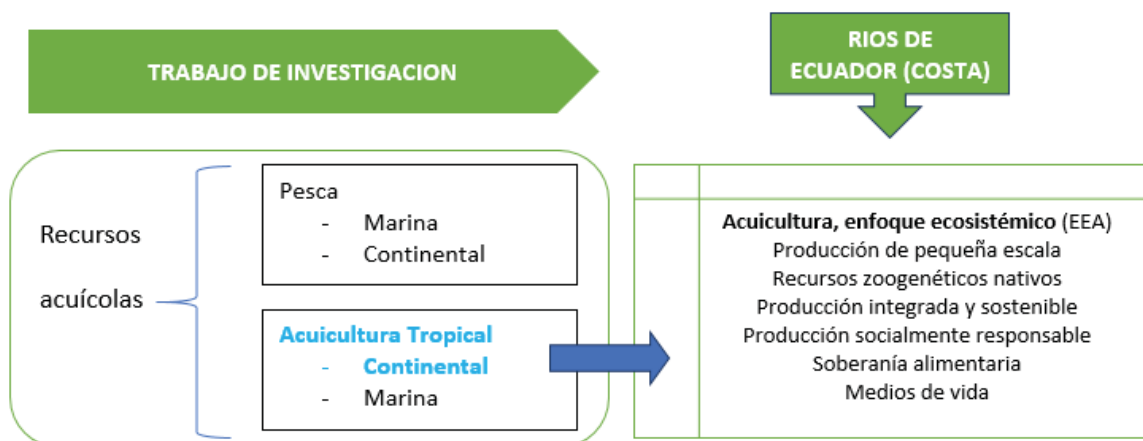 TRABAJO DE INVESTIGACION
RIOS DE
ECUADOR (COSTA)
Recursos
acuícolas
Pesca
- Marina
- Continental
Acuicultura Tropical
- Continental
- Marina
Acuicultura, enfoque ecosistémico (EEA)
Producción de pequeña escala
Recursos zoogenéticos nativos
Producción integrada y sostenible
Producción socialmente responsable
Soberanía alimentaria
Medios de vida